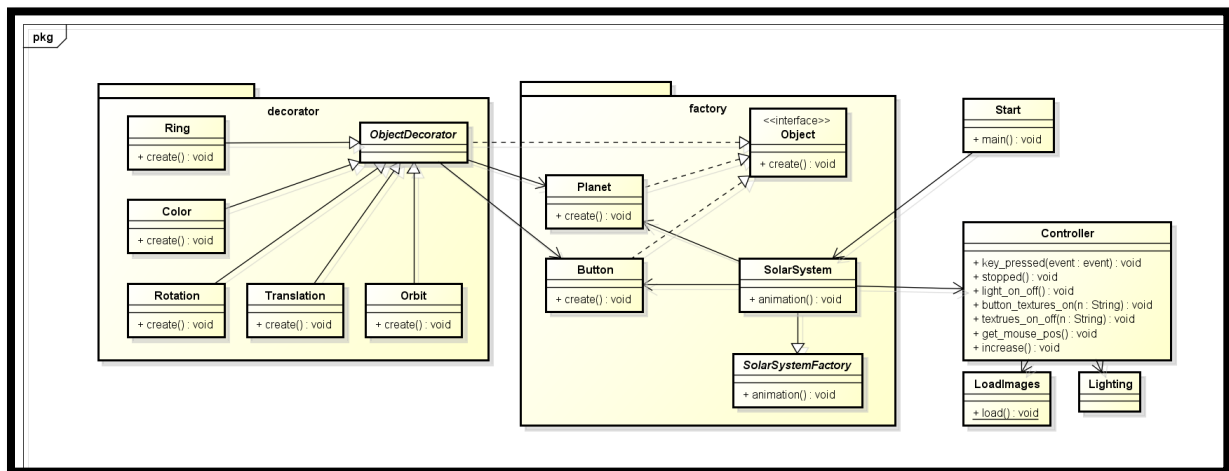 pkg
decorator
Ring
+ create() : void
ObjectDecorator
Color
+ create() : void
Rotation
+ create() : void
Translation
+ create() : void
Orbit
+ create() : void
factory
<<interface>>
Object
+ create() : void
Planet
+ create() : void
Button
+ create() : void
SolarSystem
+ animation() : void
SolarSystemFactory
+ animation() : void
Start
+ main() : void
Controller
+ key_pressed(event : event) : void
+ stopped() : void
+ light_on_off() : void
+ button_textures_on(n : String) : void
+ textrues_on_off(n : String) : void
+ get_mouse_pos() : void
+ increase() : void
LoadImages
+ load() : void
Lighting